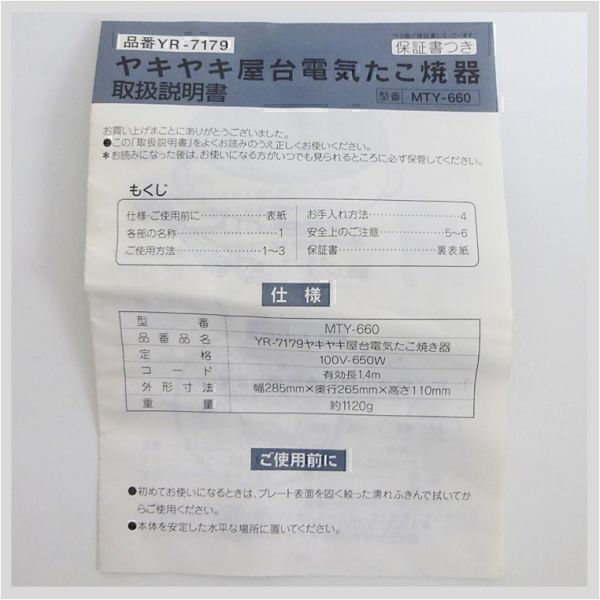 品番YR-7179
保証書つき
ヤキヤキ屋台電気たこ焼器
取扱説明書
型番 MTY-660
お買い上げまことにありがとうございました。
●この「取扱説明書」をよくお読みのうえ正しくお使いください。
*お読みになった後は、お使いになる方がいつでも見られるところに必ず保管してください。
もくじ
仕様・ご使用前に……………表紙
各部の名称……………………1
ご使用方法………………1〜3
お手入れ方法…………………4
安全上のご注意……………5〜6
保証書……………………裏表紙
仕様
型番 MTY-660
品番品名 YR-7179ヤキヤキ屋台電気たこ焼き器
定格 100V-650W
コード 有効長1.4m
外形寸法 幅285mm×奥行265mm×高さ110mm
重量 約1120g
ご使用前に
●初めてお使いになるときは、プレート表面を固く絞った濡れふきんで拭いてか
らご使用ください。
●本体を安定した水平な場所に置いてください。